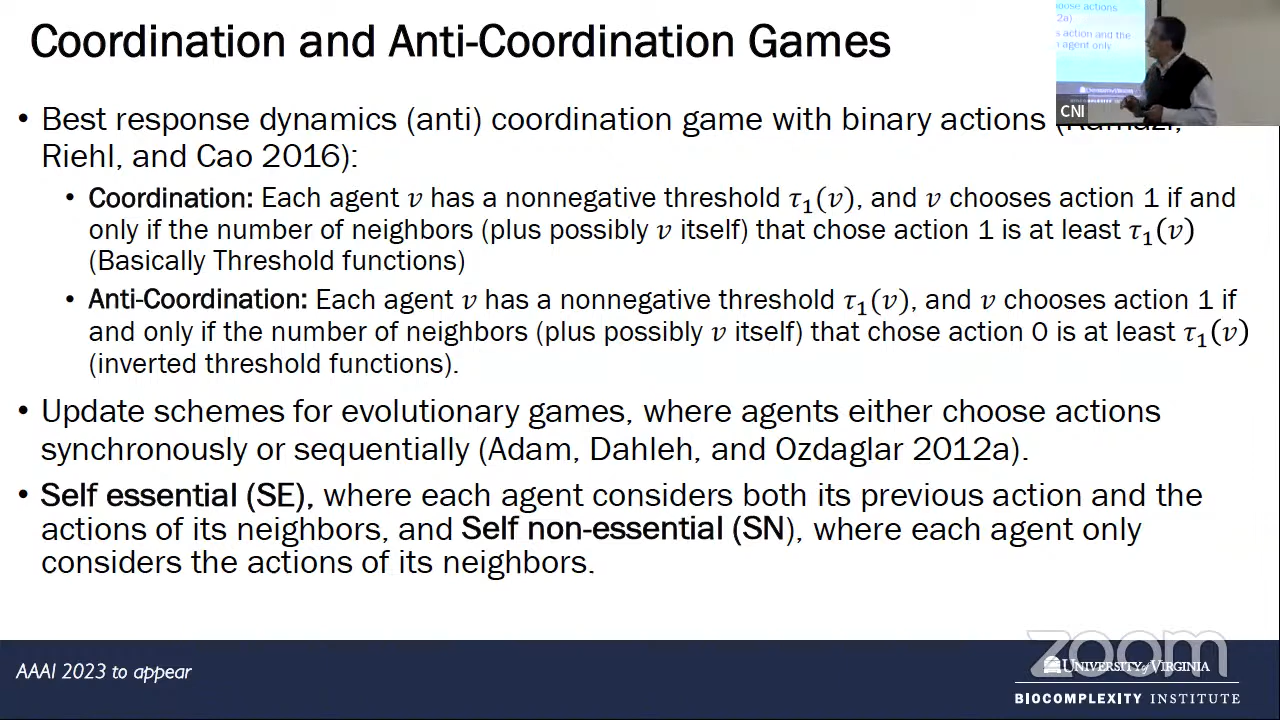 Coordination and Anti-Coordination Games
• Best response dynamics (anti) coordination game with binary actions
Riehl, and Cao 2016):
• Coordination: Each agent 𝑣 has a nonnegative threshold 𝜏₁(𝑣), and 𝑣 chooses action 1 if and
only if the number of neighbors (plus possibly 𝑣 itself) that chose action 1 is at least 𝜏₁(𝑣)
(Basically Threshold functions)
• Anti-Coordination: Each agent 𝑣 has a nonnegative threshold 𝜏₁(𝑣), and 𝑣 chooses action 1 if
and only if the number of neighbors (plus possibly 𝑣 itself) that chose action 0 is at least 𝜏₁(𝑣)
(inverted threshold functions).
• Update schemes for evolutionary games, where agents either choose actions
synchronously or sequentially (Adam, Dahleh, and Ozdaglar 2012a).
• Self essential (SE), where each agent considers both its previous action and the
actions of its neighbors, and Self non-essential (SN), where each agent only
considers the actions of its neighbors.
CNI
AAAI 2023 to appear
zoom
UNIVERSITY of VIRGINIA
BIOCOMPLEXITY INSTITUTE